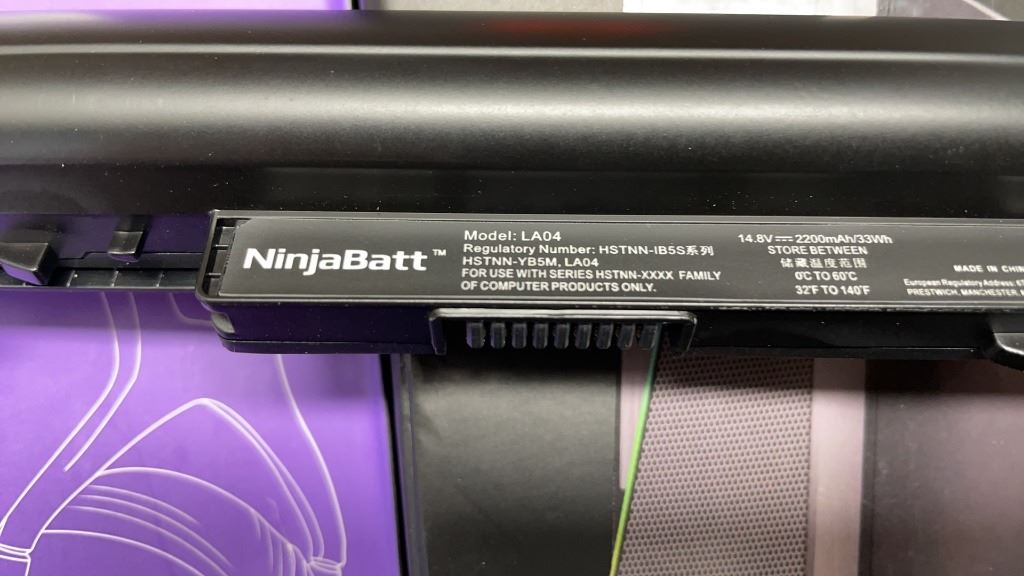 NinjaBatt™
Model: LA04
Regulatory Number: HSTNN-IB5S系列
HSTNN-YB5M, LA04
FOR USE WITH SERIES HSTNN-XXXX FAMILY
OF COMPUTER PRODUCTS ONLY.
14.8V⎓2200mAh/33Wh
STORE BETWEEN
储藏温度范围
0℃ TO 60℃
32℉ TO 140℉
MADE IN
European Regulatory Address:
PRESTWICH, MANCHESTER,